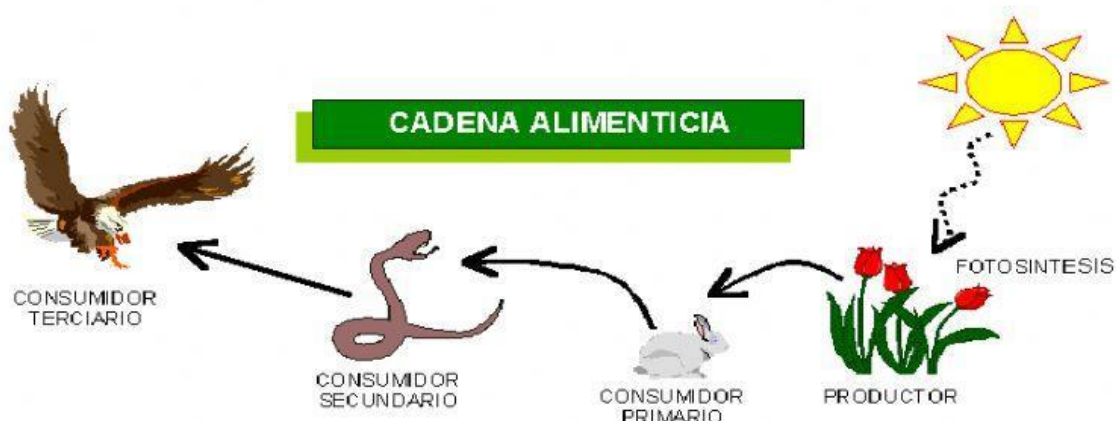 CADENA ALIMENTICIA
FOTOSINTESIS
CONSUMIDOR
TERCIARIO
CONSUMIDOR
SECUNDARIO
CONSUMIDOR
PRIMARIO
PRODUCTOR